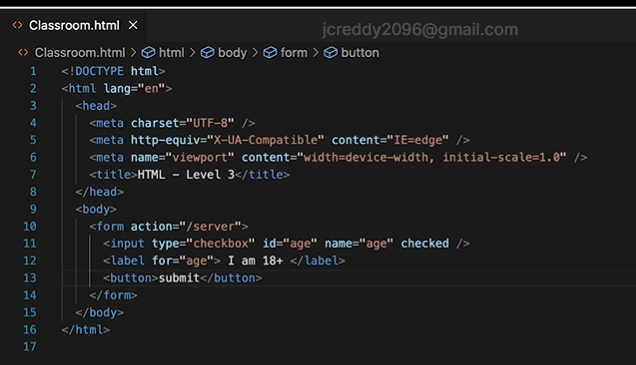 Classroom.html
jcreddy2096@gmail.com
Classroom.html > html > body > form > button
1 <!DOCTYPE html>
2 <html lang="en">
3 <head>
4 <meta charset="UTF-8" />
5 <meta http-equiv="X-UA-Compatible" content="IE=edge" />
6 <meta name="viewport" content="width=device-width, initial-scale=1.0" />
7 <title>HTML - Level 3</title>
8 </head>
9 <body>
10 <form action="/server">
11 <input type="checkbox" id="age" name="age" checked />
12 <label for="age"> I am 18+ </label>
13 <button>submit</button>
14 </form>
15 </body>
16 </html>
17